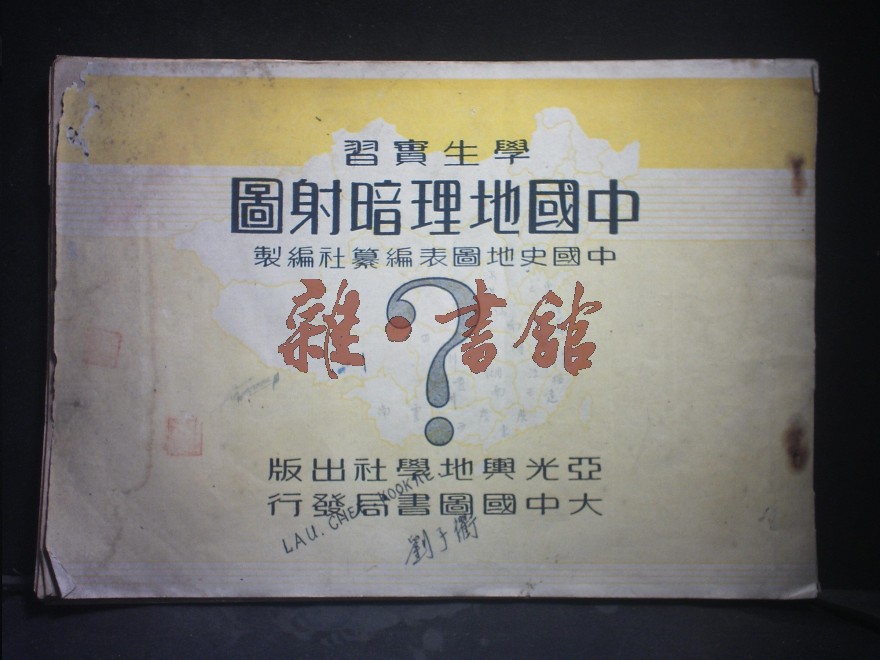 學生實習
中國地理暗射圖
中國史地圖表編纂社編製
?
雜·書館
亞光輿地學社出版
大中國圖書局發行
LAU.
劉子